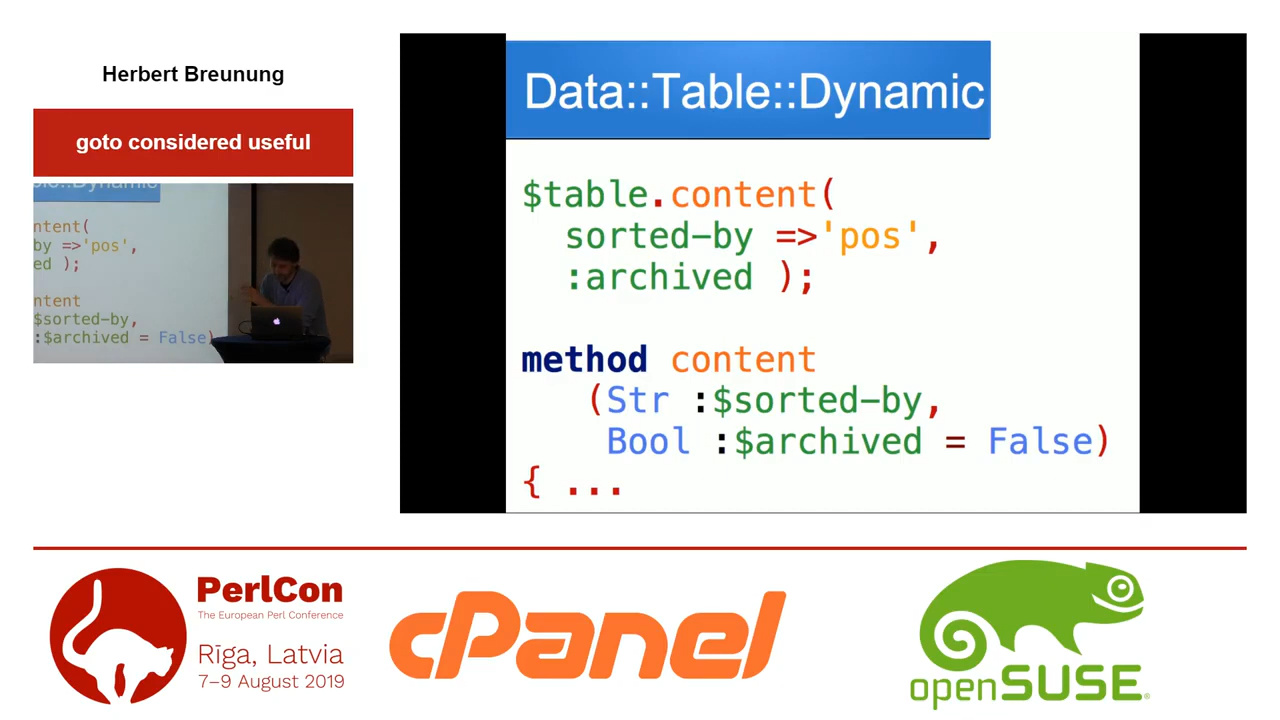 Herbert Breunung
goto considered useful
ble::Dynamic
ntent(
by =>'pos',
ed );
ntent
$sorted-by,
:$archived = False)
Data::Table::Dynamic
$table.content(
sorted-by =>'pos',
:archived );
method content
(Str :$sorted-by,
Bool :$archived = False)
{ ...
PerlCon
The European Perl Conference
Rīga, Latvia
7–9 August 2019
cPanel
openSUSE